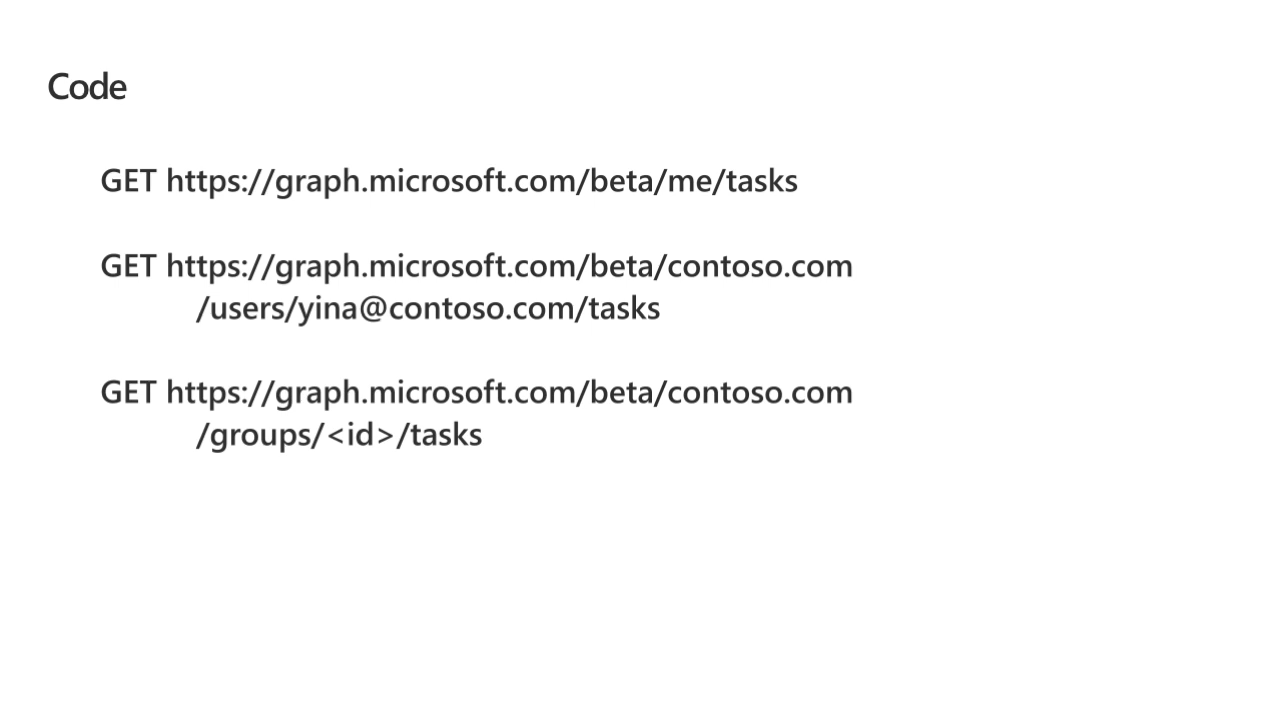 Code
GET https://graph.microsoft.com/beta/me/tasks
GET https://graph.microsoft.com/beta/contoso.com
/users/yina@contoso.com/tasks
GET https://graph.microsoft.com/beta/contoso.com
/groups/<id>/tasks